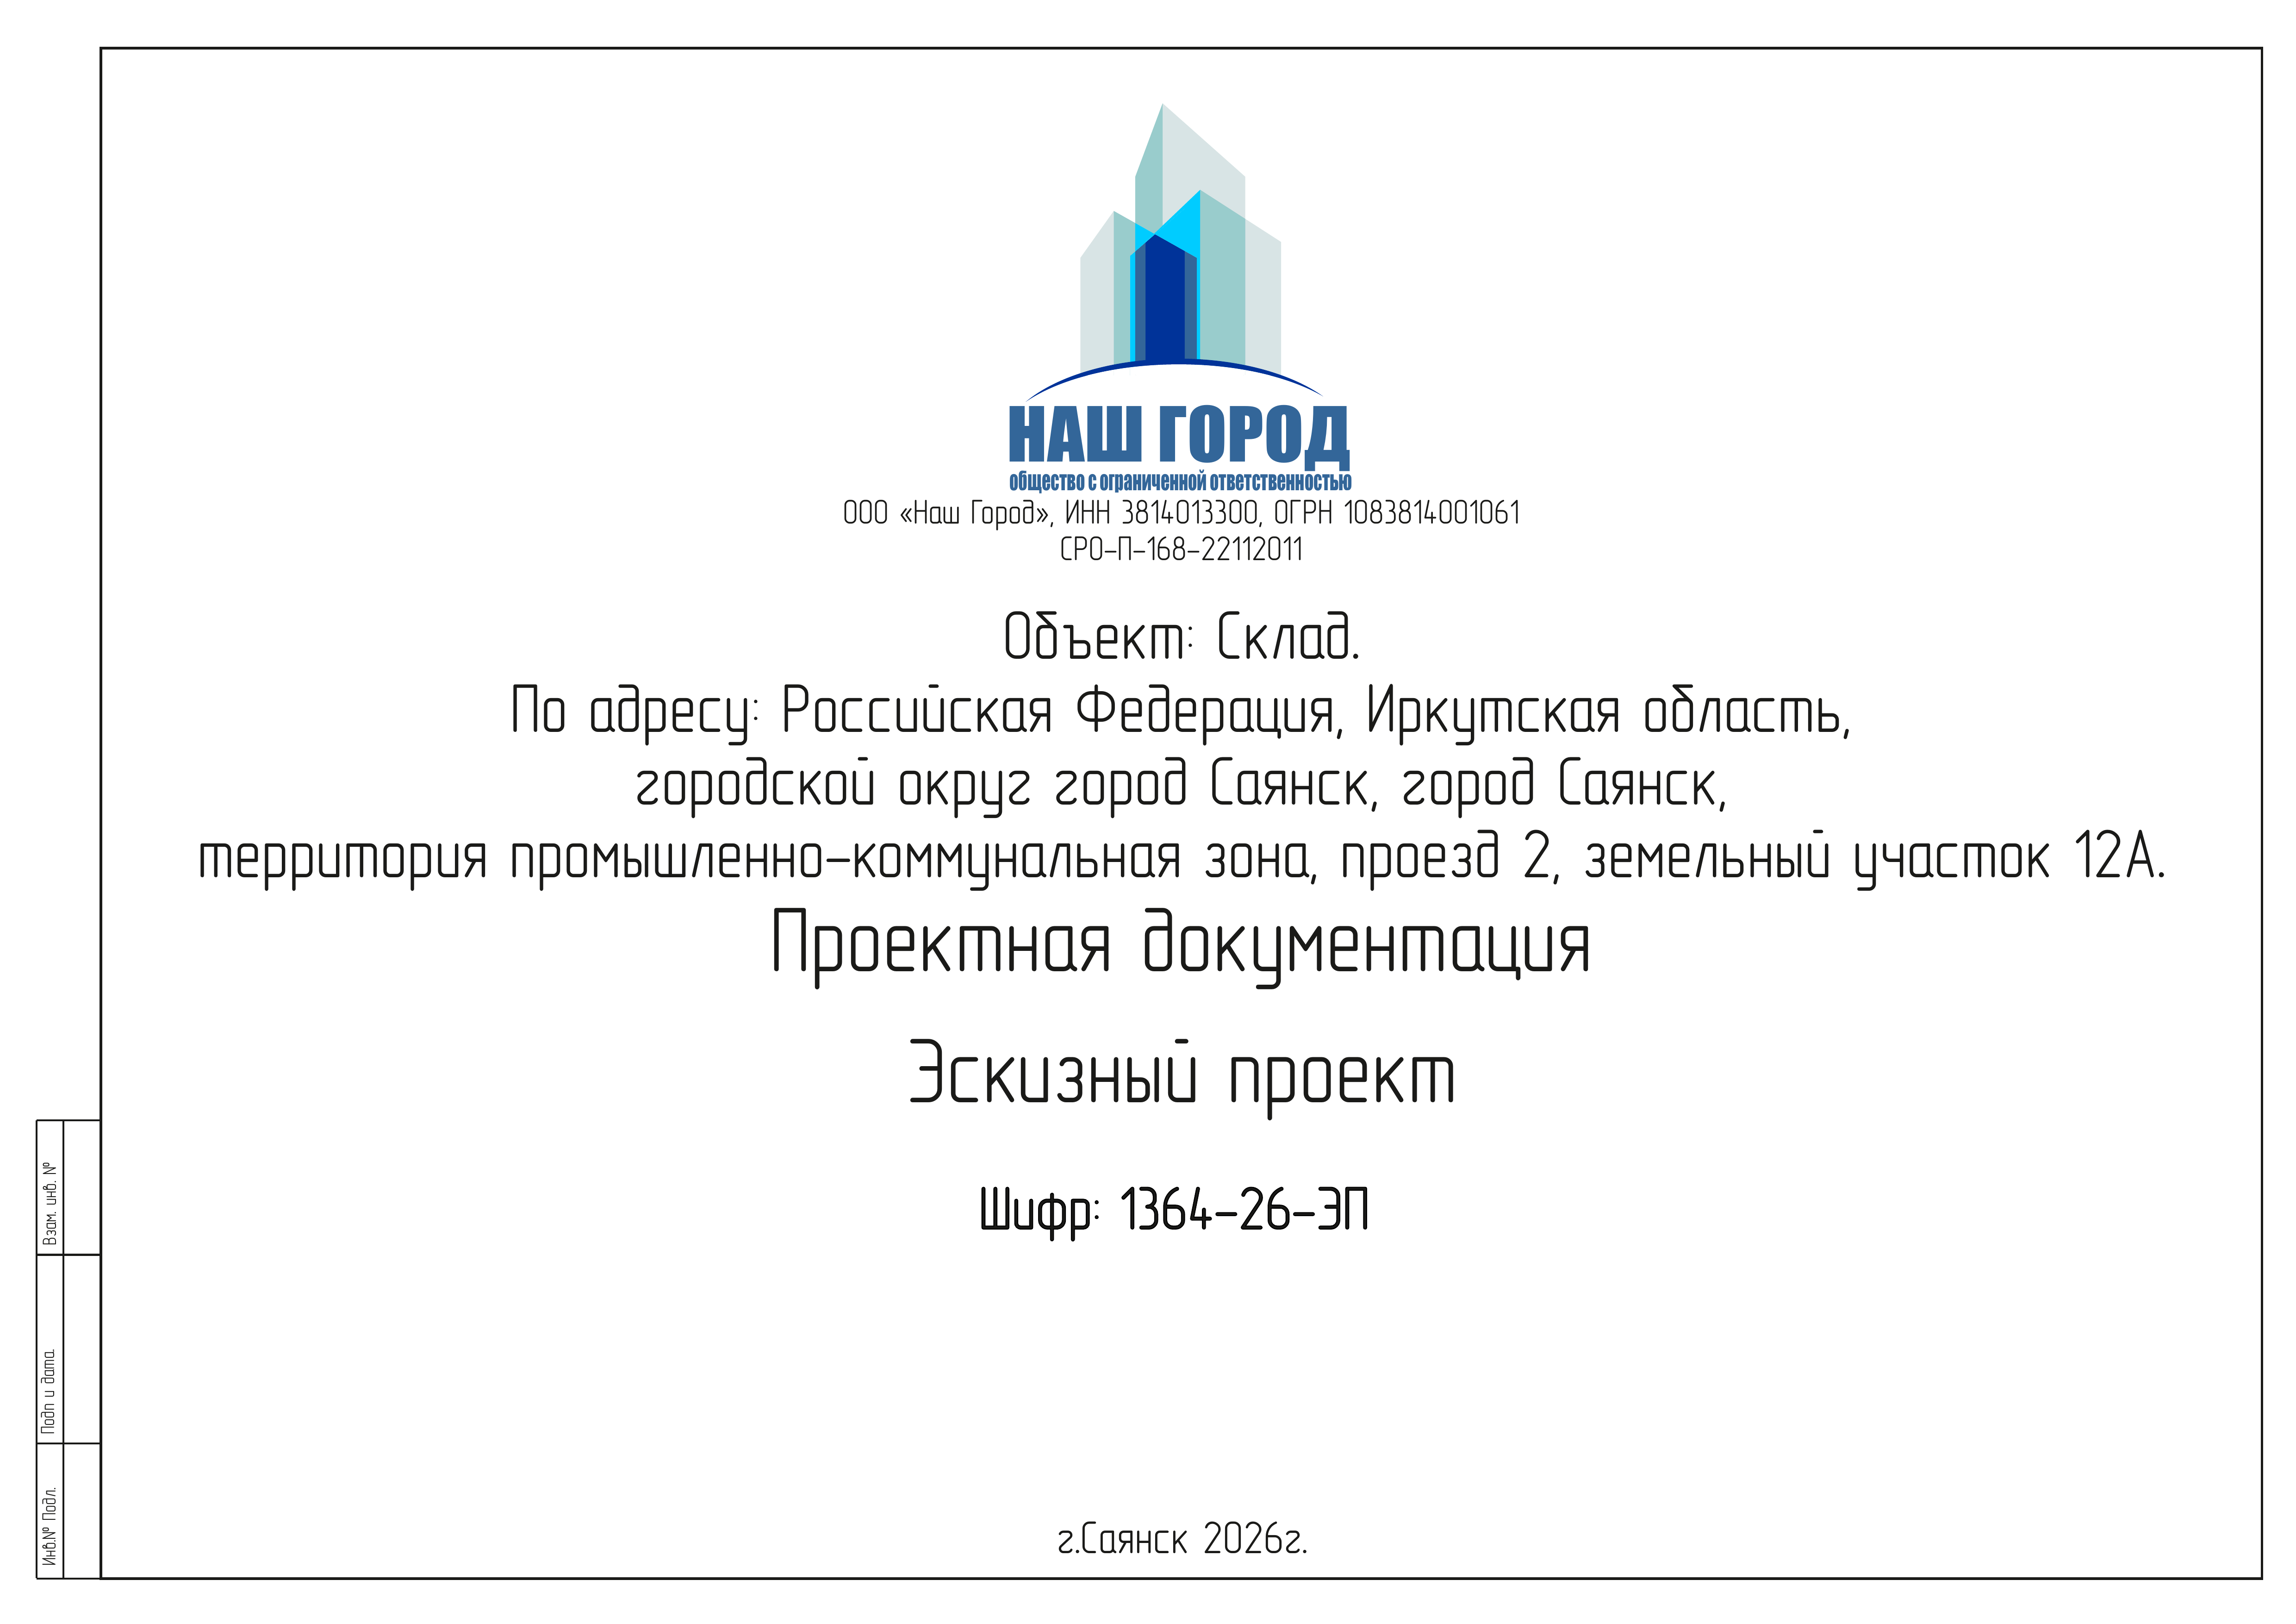 НАШ ГОРОД
общество с ограниченной ответственностью
ООО «Наш Город», ИНН 3814013300, ОГРН 1083814001061
СРО-П-168-22112011
Объект: Склад.
По адресу: Российская Федерация, Иркутская область,
городской округ город Саянск, город Саянск,
территория промышленно-коммунальная зона, проезд 2, земельный участок 12А.
Проектная документация
Эскизный проект
Шифр: 1364-26-ЭП
Взам. инв. №
Подп и дата.
Инв.№ Подл.
г.Саянск 2026г.